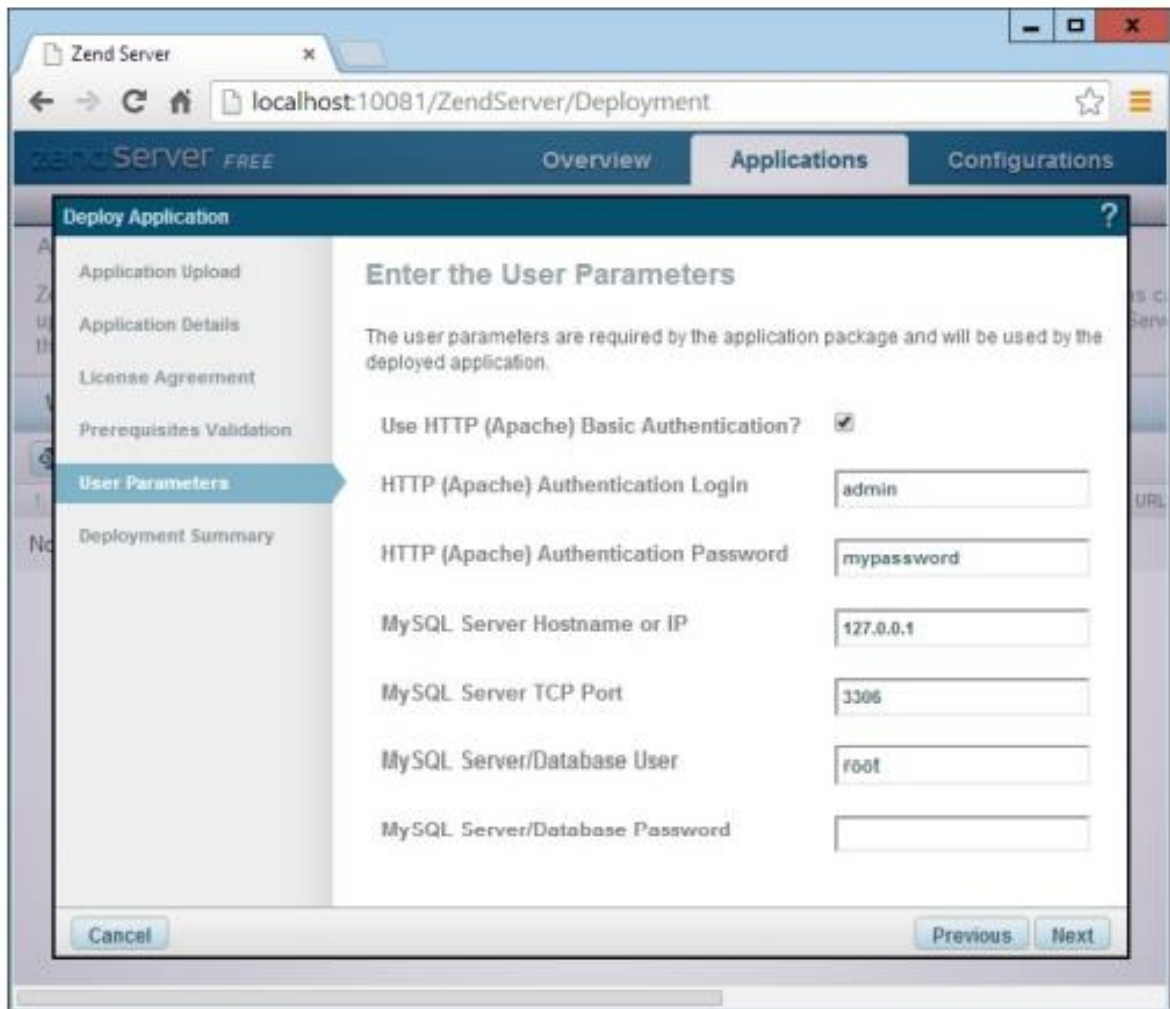 Zend Server
localhost:10081/ZendServer/Deployment
zend server FREE
Overview
Applications
Configurations
Deploy Application
?
Application Upload
Application Details
License Agreement
Prerequisites Validation
User Parameters
Deployment Summary
Enter the User Parameters
The user parameters are required by the application package and will be used by the
deployed application.
Use HTTP (Apache) Basic Authentication?
HTTP (Apache) Authentication Login
admin
HTTP (Apache) Authentication Password
mypassword
MySQL Server Hostname or IP
127.0.0.1
MySQL Server TCP Port
3306
MySQL Server/Database User
root
MySQL Server/Database Password
URL
Cancel
Previous
Next